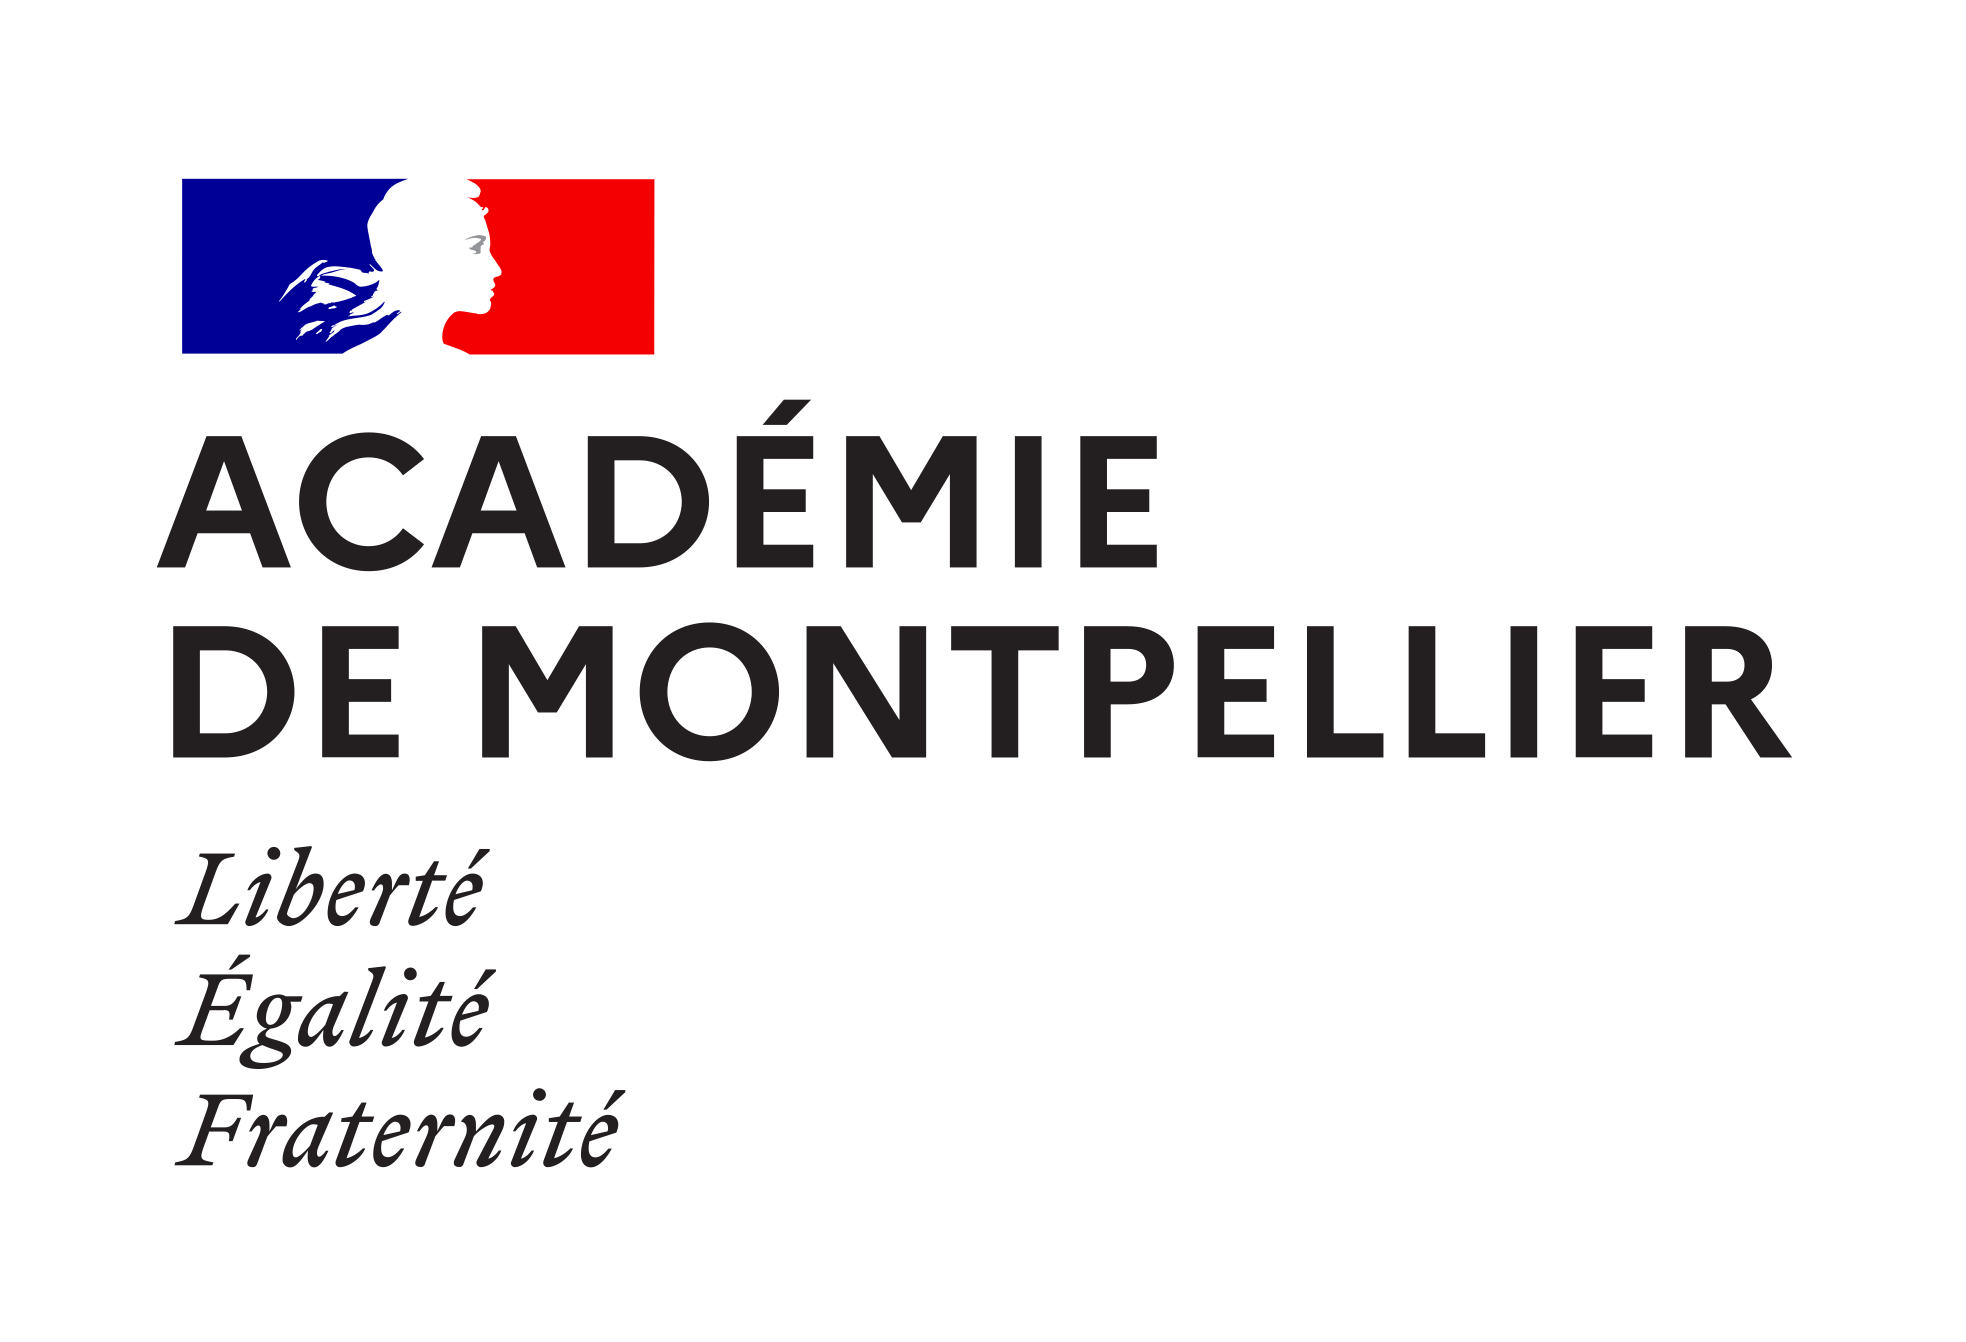 ACADÉMIE
DE MONTPELLIER
Liberté
Égalité
Fraternité